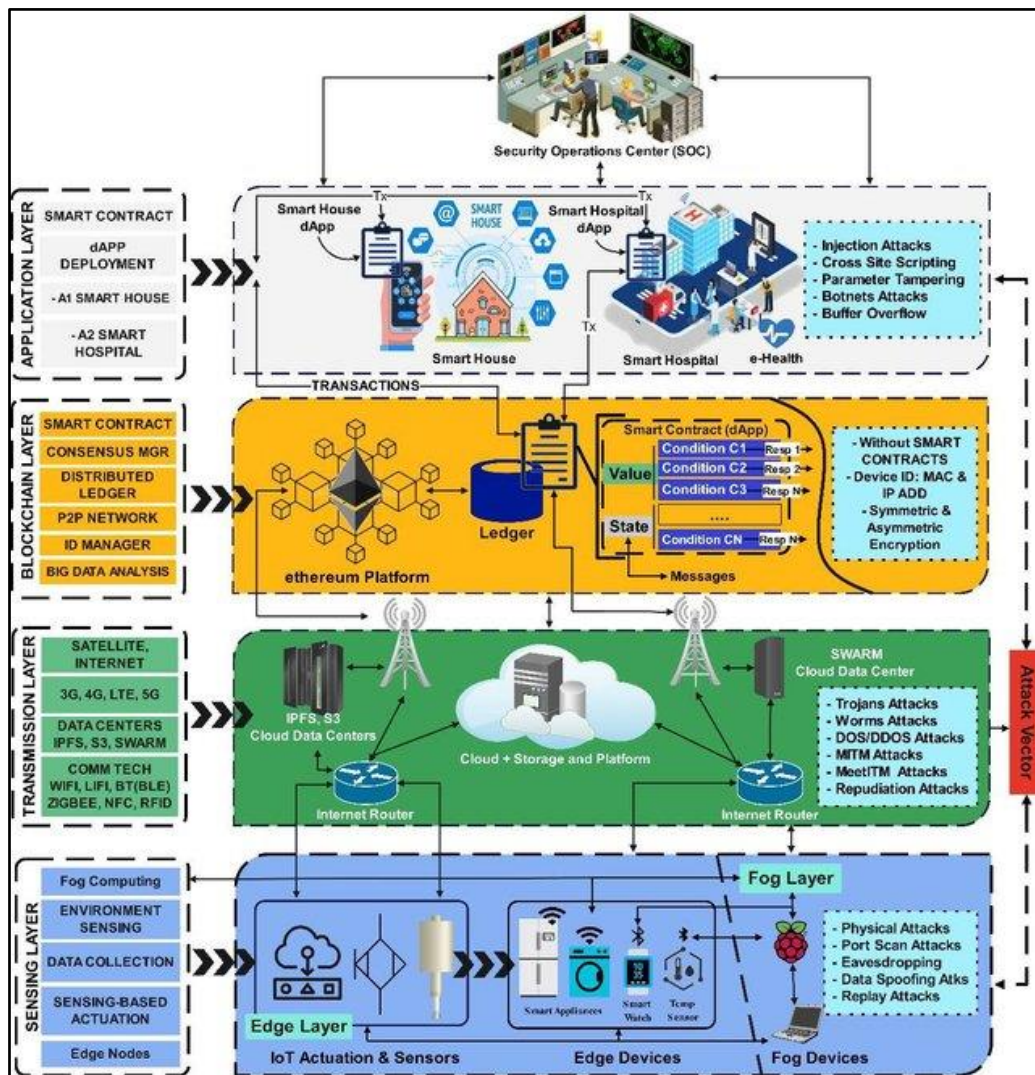 Security Operations Center (SOC)
APPLICATION LAYER
SMART CONTRACT
dAPP
DEPLOYMENT
- A1 SMART HOUSE
- A2 SMART
HOSPITAL
Tx
Tx
Smart House
dApp
SMART
HOUSE
Smart House
Smart Hospital
dApp
H
Tx
Smart Hospital
e-Health
- Injection Attacks
- Cross Site Scripting
- Parameter Tampering
- Botnets Attacks
- Buffer Overflow
TRANSACTIONS
BLOCKCHAIN LAYER
SMART CONTRACT
CONSENSUS MGR
DISTRIBUTED
LEDGER
P2P NETWORK
ID MANAGER
BIG DATA ANALYSIS
ethereum Platform
Ledger
Smart Contract (dApp)
Value
State
Condition C1
Resp 1
Condition C2
Resp 2
Condition C3
Resp N
....
Condition CN
Resp N
Messages
- Without SMART
CONTRACTS
- Device ID: MAC &
IP ADD
- Symmetric &
Asymmetric
Encryption
TRANSMISSION LAYER
SATELLITE,
INTERNET
3G, 4G, LTE, 5G
DATA CENTERS
IPFS, S3, SWARM
COMM TECH
WIFI, LIFI, BT(BLE)
ZIGBEE, NFC, RFID
IPFS, S3
Cloud Data Centers
Cloud + Storage and Platform
SWARM
Cloud Data Center
Internet Router
Internet Router
- Trojans Attacks
- Worms Attacks
- DOS/DDOS Attacks
- MITM Attacks
- MeetITM Attacks
- Repudiation Attacks
Attack Vector
SENSING LAYER
Fog Computing
ENVIRONMENT
SENSING
DATA COLLECTION
SENSING-BASED
ACTUATION
Edge Nodes
Edge Layer
IoT Actuation & Sensors
Smart Appliances
Smart
Watch
Temp
Sensor
Edge Devices
Fog Layer
Fog Devices
- Physical Attacks
- Port Scan Attacks
- Eavesdropping
- Data Spoofing Atks
- Replay Attacks